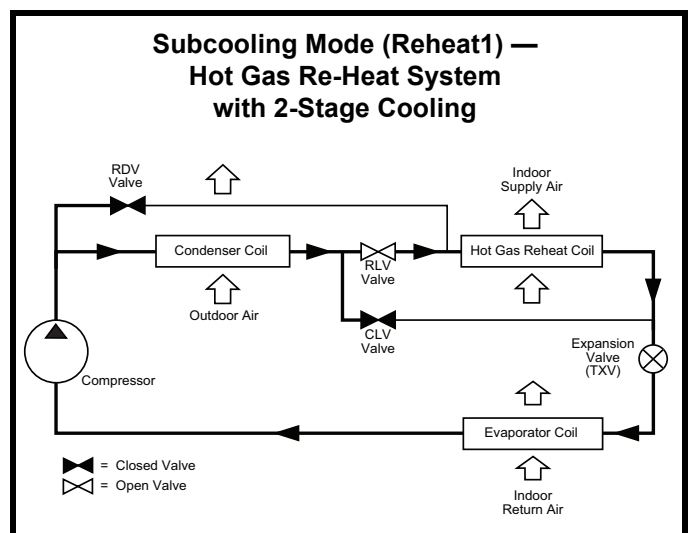 Subcooling Mode (Reheat1) —
Hot Gas Re-Heat System
with 2-Stage Cooling
RDV
Valve
Indoor
Supply Air
Condenser Coil
Hot Gas Reheat Coil
RLV
Valve
Outdoor Air
CLV
Valve
Expansion
Valve
(TXV)
Compressor
Evaporator Coil
= Closed Valve
= Open Valve
Indoor
Return Air